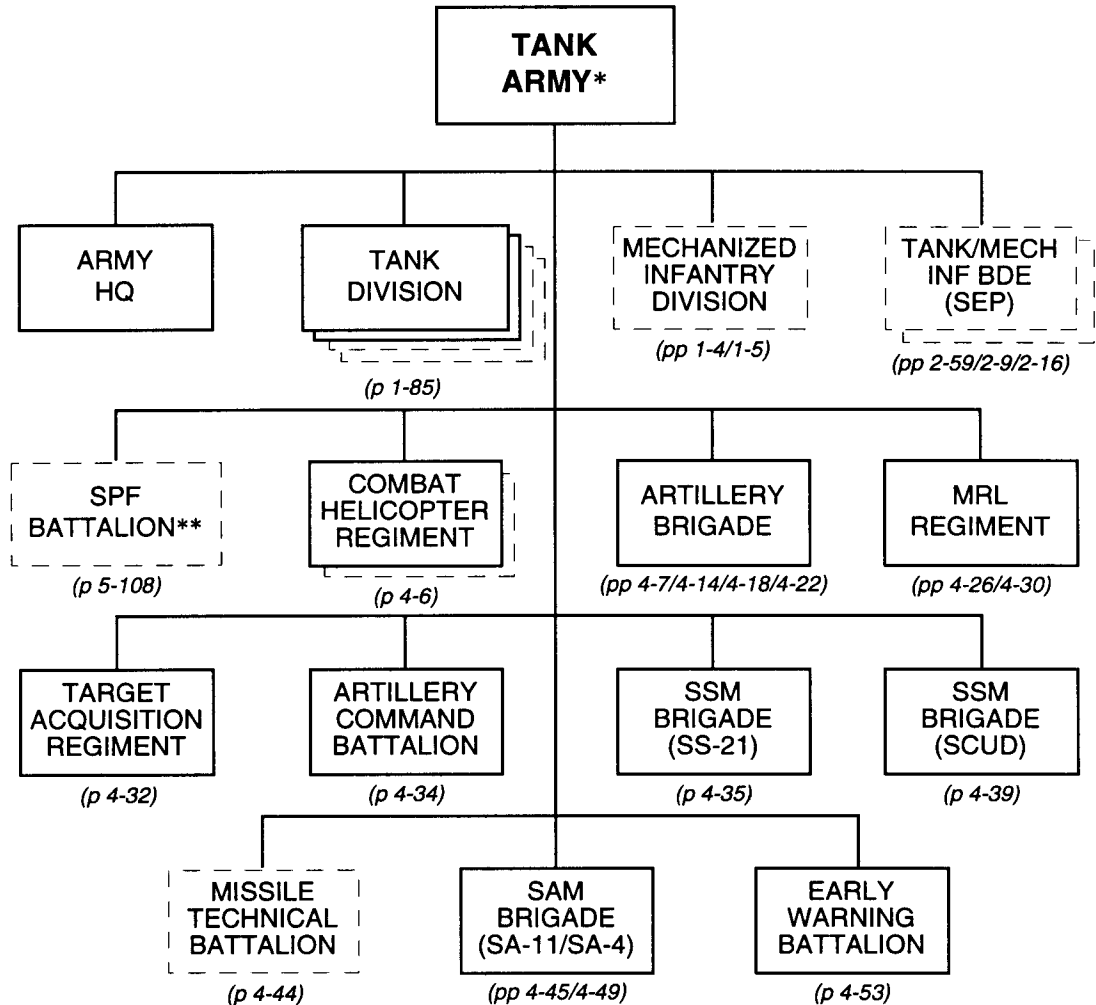 TANK
ARMY*
ARMY
HQ
TANK
DIVISION
(p 1-85)
MECHANIZED
INFANTRY
DIVISION
(pp 1-4/1-5)
TANK/MECH
INF BDE
(SEP)
(pp 2-59/2-9/2-16)
SPF
BATTALION**
(p 5-108)
COMBAT
HELICOPTER
REGIMENT
(p 4-6)
ARTILLERY
BRIGADE
(pp 4-7/4-14/4-18/4-22)
MRL
REGIMENT
(pp 4-26/4-30)
TARGET
ACQUISITION
REGIMENT
(p 4-32)
ARTILLERY
COMMAND
BATTALION
(p 4-34)
SSM
BRIGADE
(SS-21)
(p 4-35)
SSM
BRIGADE
(SCUD)
(p 4-39)
MISSILE
TECHNICAL
BATTALION
(p 4-44)
SAM
BRIGADE
(SA-11/SA-4)
(pp 4-45/4-49)
EARLY
WARNING
BATTALION
(p 4-53)